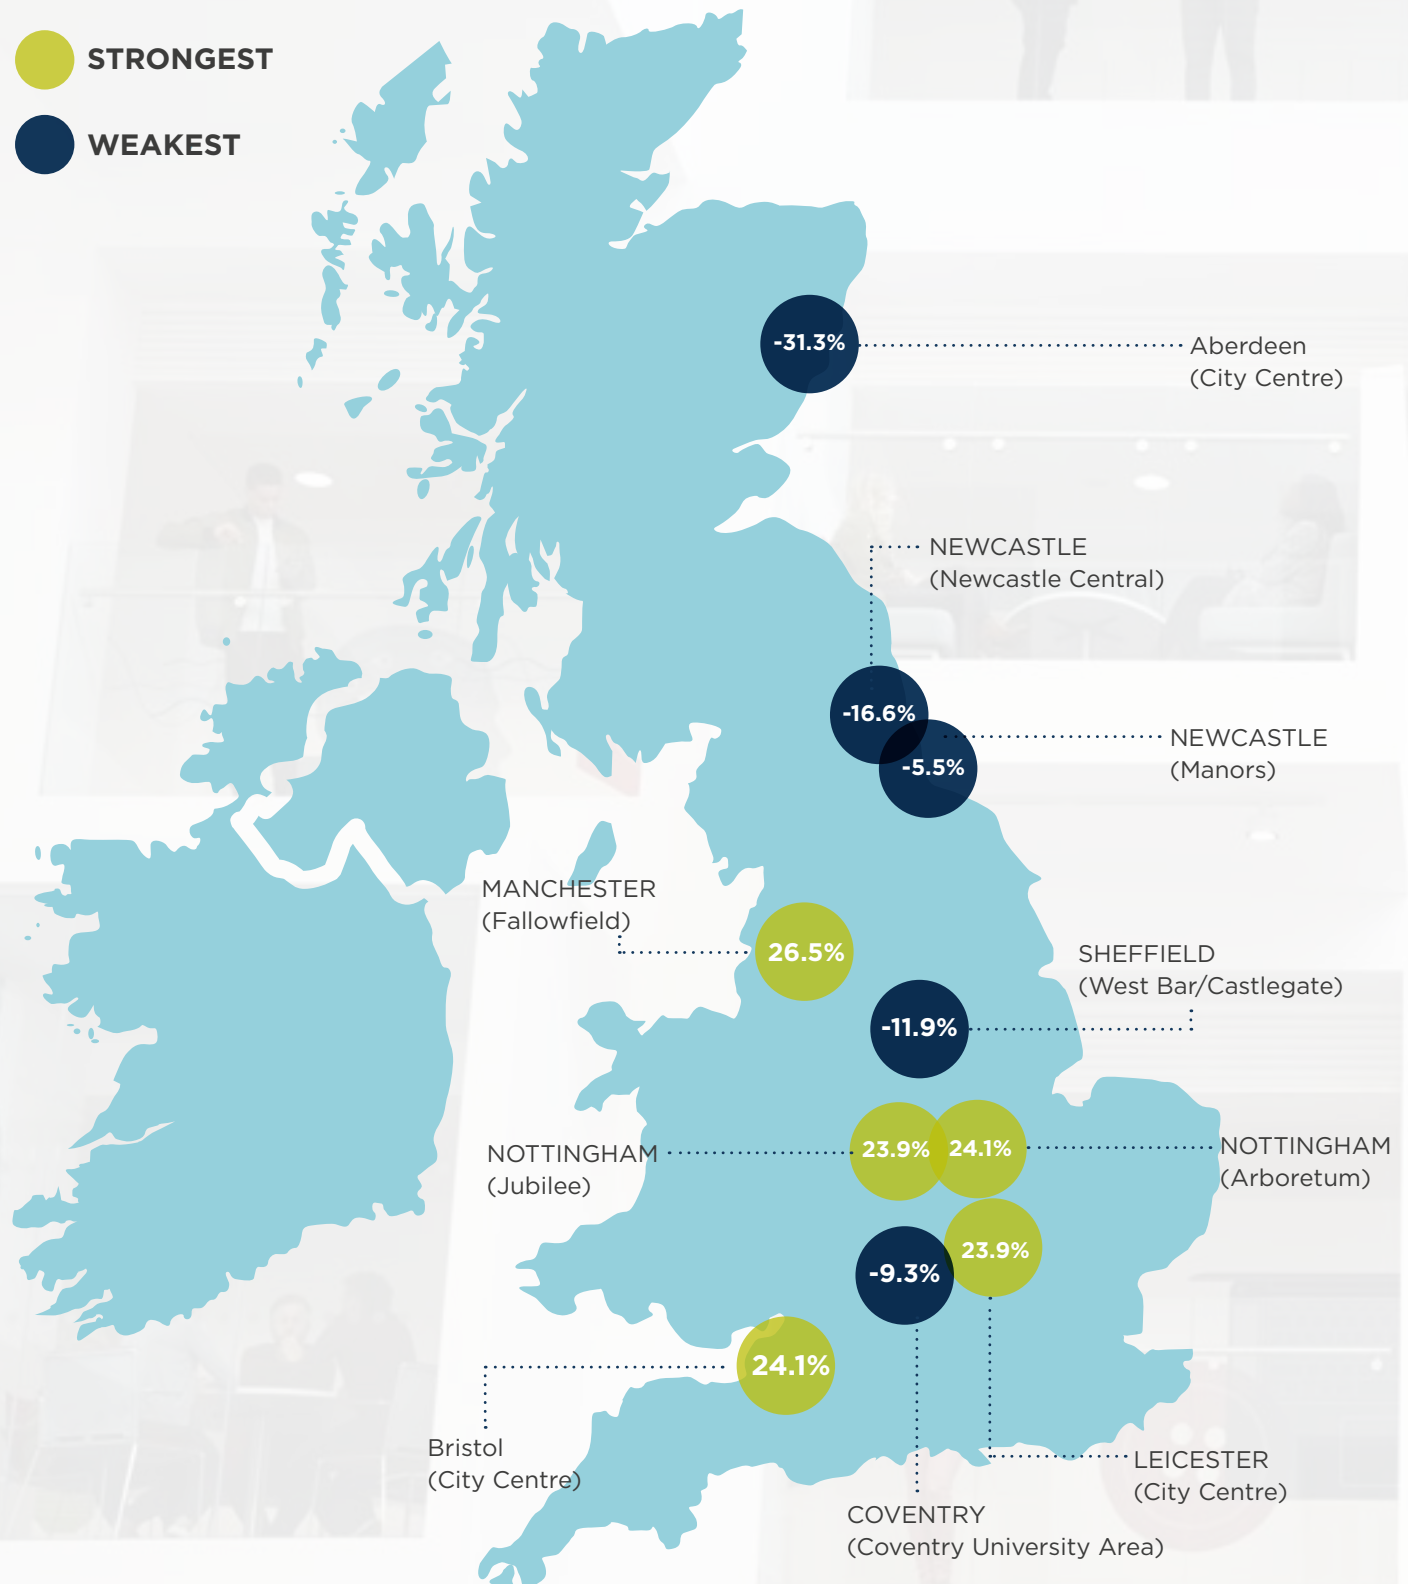 STRONGEST
WEAKEST
-31.3%
Aberdeen
(City Centre)
NEWCASTLE
(Newcastle Central)
-16.6%
NEWCASTLE
(Manors)
-5.5%
MANCHESTER
(Fallowfield)
26.5%
SHEFFIELD
(West Bar/Castlegate)
-11.9%
NOTTINGHAM
(Jubilee)
23.9%
24.1%
NOTTINGHAM
(Arboretum)
23.9%
-9.3%
24.1%
Bristol
(City Centre)
LEICESTER
(City Centre)
COVENTRY
(Coventry University Area)